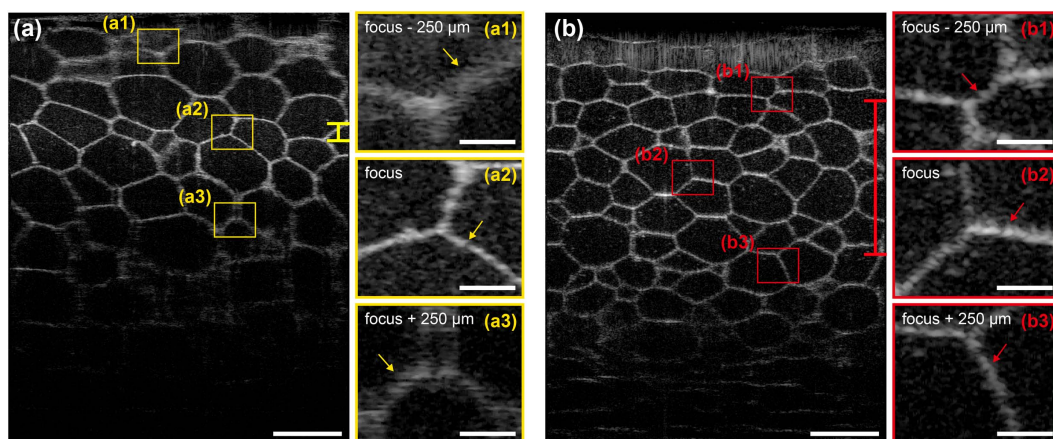 (a)
(a1)
(a2)
(a3)
focus - 250 µm (a1)
focus (a2)
focus + 250 µm (a3)
(b)
(b1)
(b2)
(b3)
focus - 250 µm (b1)
focus (b2)
focus + 250 µm (b3)